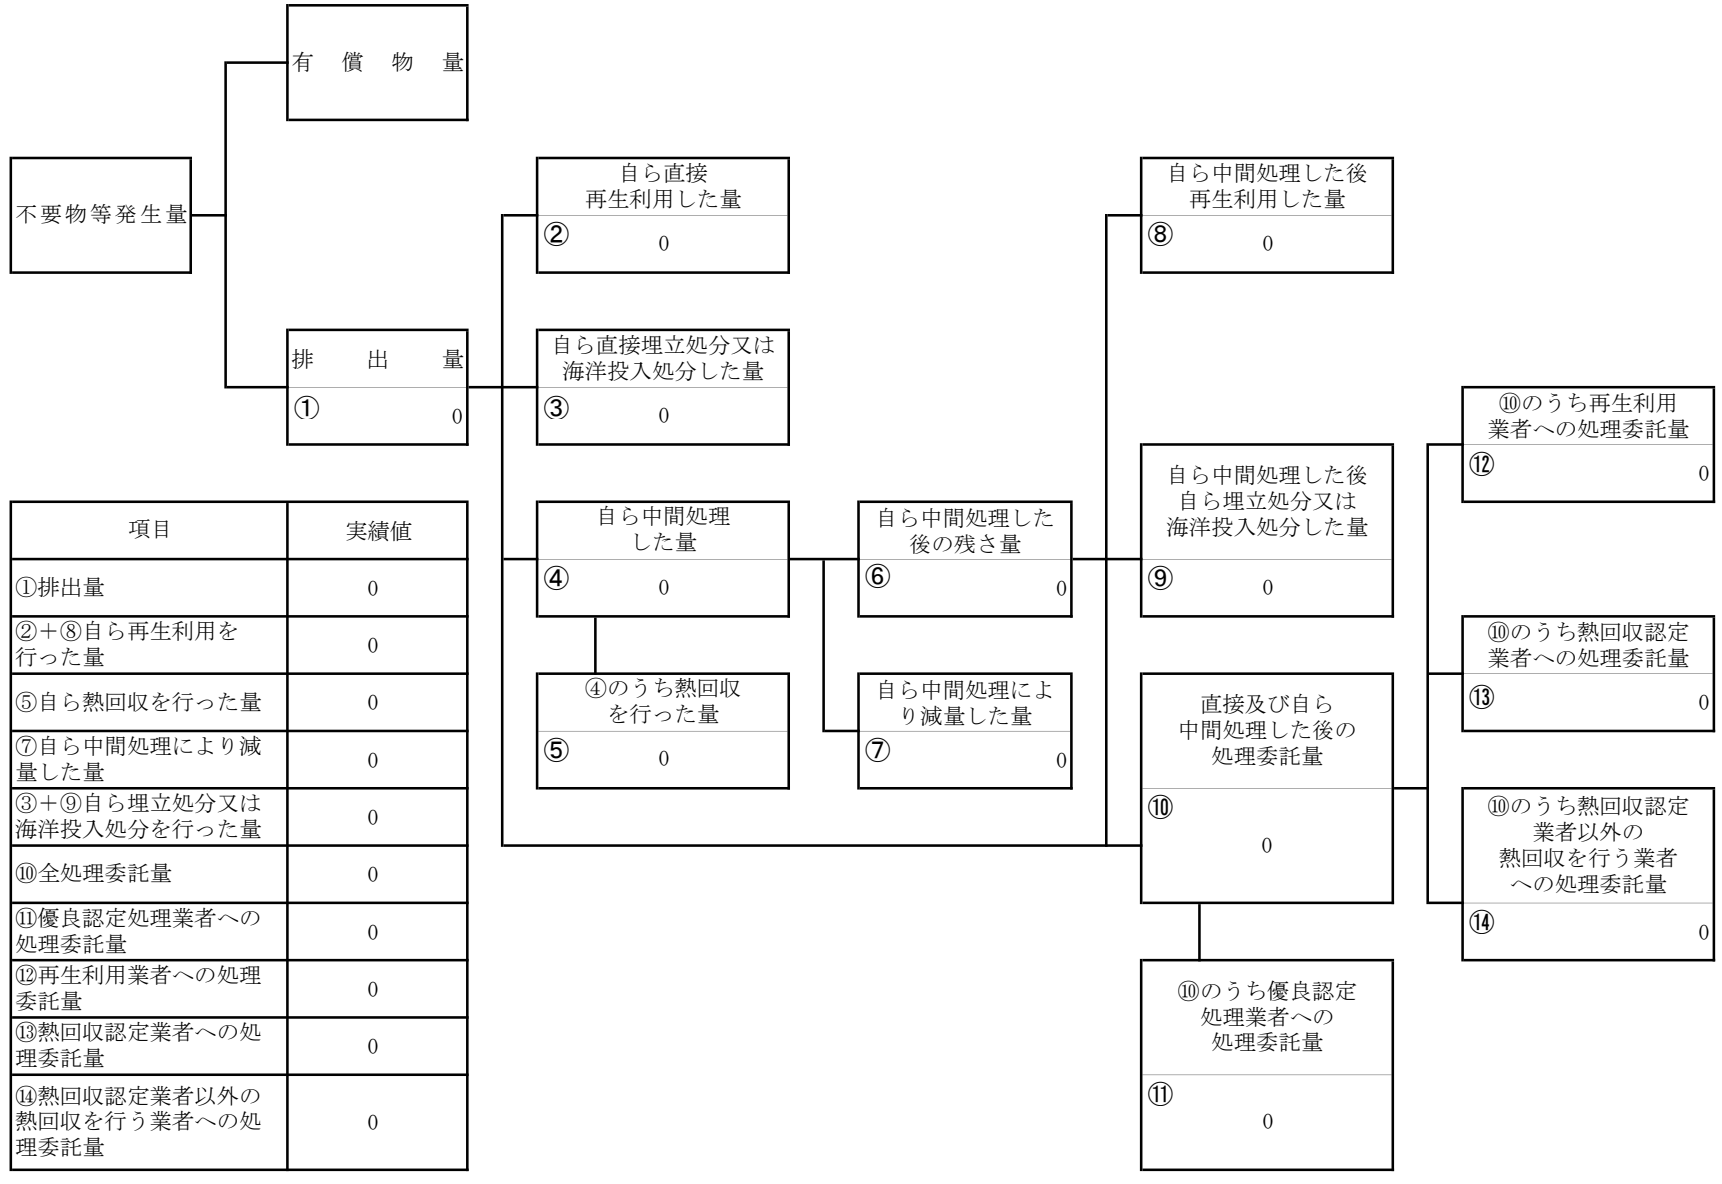 有償物量
不要物等発生量
排出量
①
0
自ら直接
再生利用した量
②
0
自ら直接埋立処分又は
海洋投入処分した量
③
0
自ら中間処理
した量
④
0
④のうち熱回収
を行った量
⑤
0
自ら中間処理した
後の残さ量
⑥
0
自ら中間処理によ
り減量した量
⑦
0
自ら中間処理した後
再生利用した量
⑧
0
自ら中間処理した後
自ら埋立処分又は
海洋投入処分した量
⑨
0
直接及び自ら
中間処理した後の
処理委託量
⑩
0
⑩のうち優良認定
処理業者への
処理委託量
⑪
0
⑩のうち再生利用
業者への処理委託量
⑫
0
⑩のうち熱回収認定
業者への処理委託量
⑬
0
⑩のうち熱回収認定
業者以外の
熱回収を行う業者
への処理委託量
⑭
0
項目 実績値
①排出量 0
②＋⑧自ら再生利用を
行った量
0
⑤自ら熱回収を行った量 0
⑦自ら中間処理により減
量した量
0
③＋⑨自ら埋立処分又は
海洋投入処分を行った量
0
⑩全処理委託量 0
⑪優良認定処理業者への
処理委託量
0
⑫再生利用業者への処理
委託量
0
⑬熱回収認定業者への処
理委託量
0
⑭熱回収認定業者以外の
熱回収を行う業者への処
理委託量
0